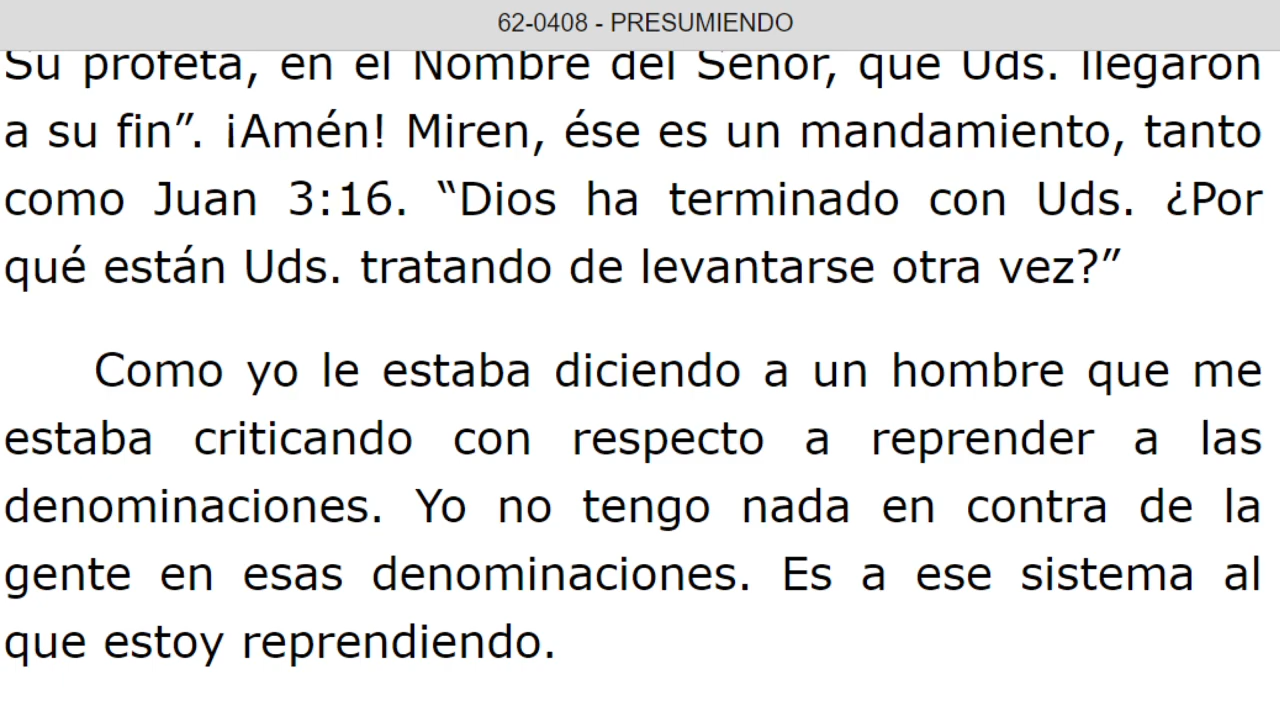 62-0408 - PRESUMIENDO
Su profeta, en el Nombre del Señor, que Uds. llegaron
a su fin”. ¡Amén! Miren, ése es un mandamiento, tanto
como Juan 3:16. “Dios ha terminado con Uds. ¿Por
qué están Uds. tratando de levantarse otra vez?”
Como yo le estaba diciendo a un hombre que me
estaba criticando con respecto a reprender a las
denominaciones. Yo no tengo nada en contra de la
gente en esas denominaciones. Es a ese sistema al
que estoy reprendiendo.